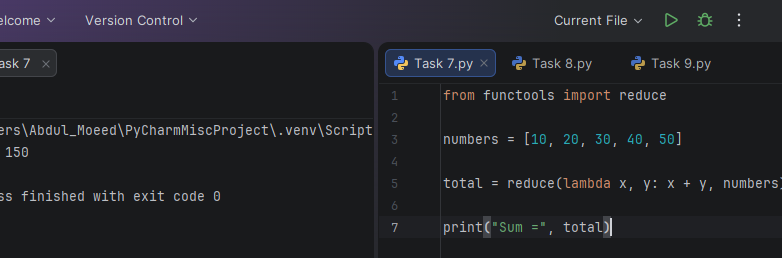 elcome Version Control Current File
ask 7
ers\Abdul_Moeed\PyCharmMiscProject\.venv\Script
150
ss finished with exit code 0
Task 7.py Task 8.py Task 9.py
1 from functools import reduce
2
3 numbers = [10, 20, 30, 40, 50]
4
5 total = reduce(lambda x, y: x + y, numbers)
6
7 print("Sum =", total)